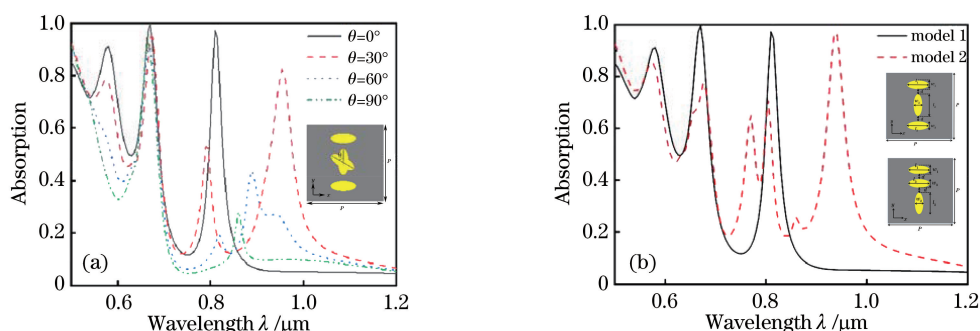 1.0
0.8
0.6
0.4
0.2
0
Absorption
θ=0°
θ=30°
θ=60°
θ=90°
P
P
(a)
0.6
0.8
1.0
1.2
Wavelength λ /μm
1.0
0.8
0.6
0.4
0.2
0
Absorption
model 1
model 2
P
P
P
P
(b)
0.6
0.8
1.0
1.2
Wavelength λ /μm